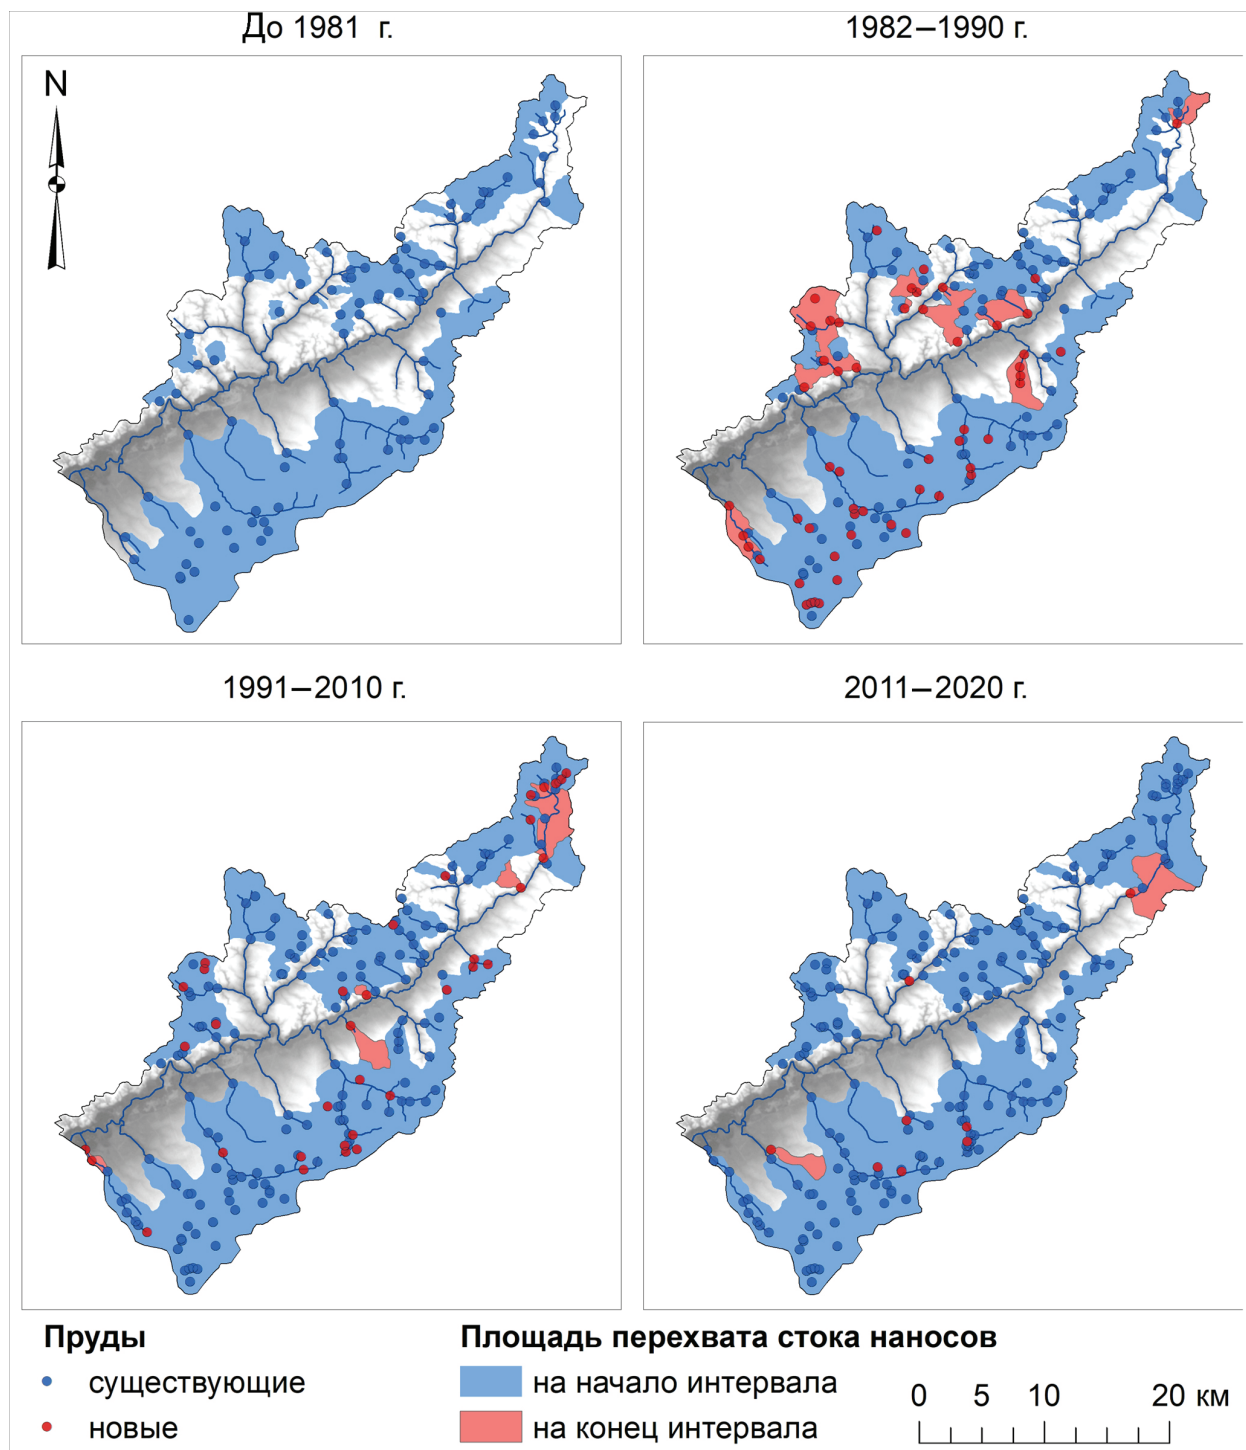 До 1981 г.
1982–1990 г.
N
1991–2010 г.
2011–2020 г.
Пруды
существующие
новые
Площадь перехвата стока наносов
на начало интервала
на конец интервала
0 5 10 20 км